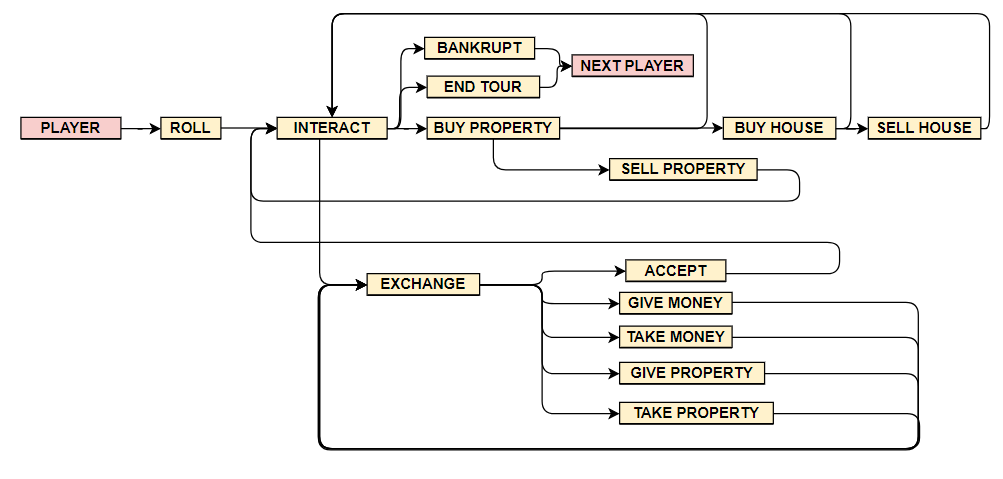 BANKRUPT
NEXT PLAYER
END TOUR
PLAYER
ROLL
INTERACT
BUY PROPERTY
BUY HOUSE
SELL HOUSE
SELL PROPERTY
ACCEPT
EXCHANGE
GIVE MONEY
TAKE MONEY
GIVE PROPERTY
TAKE PROPERTY